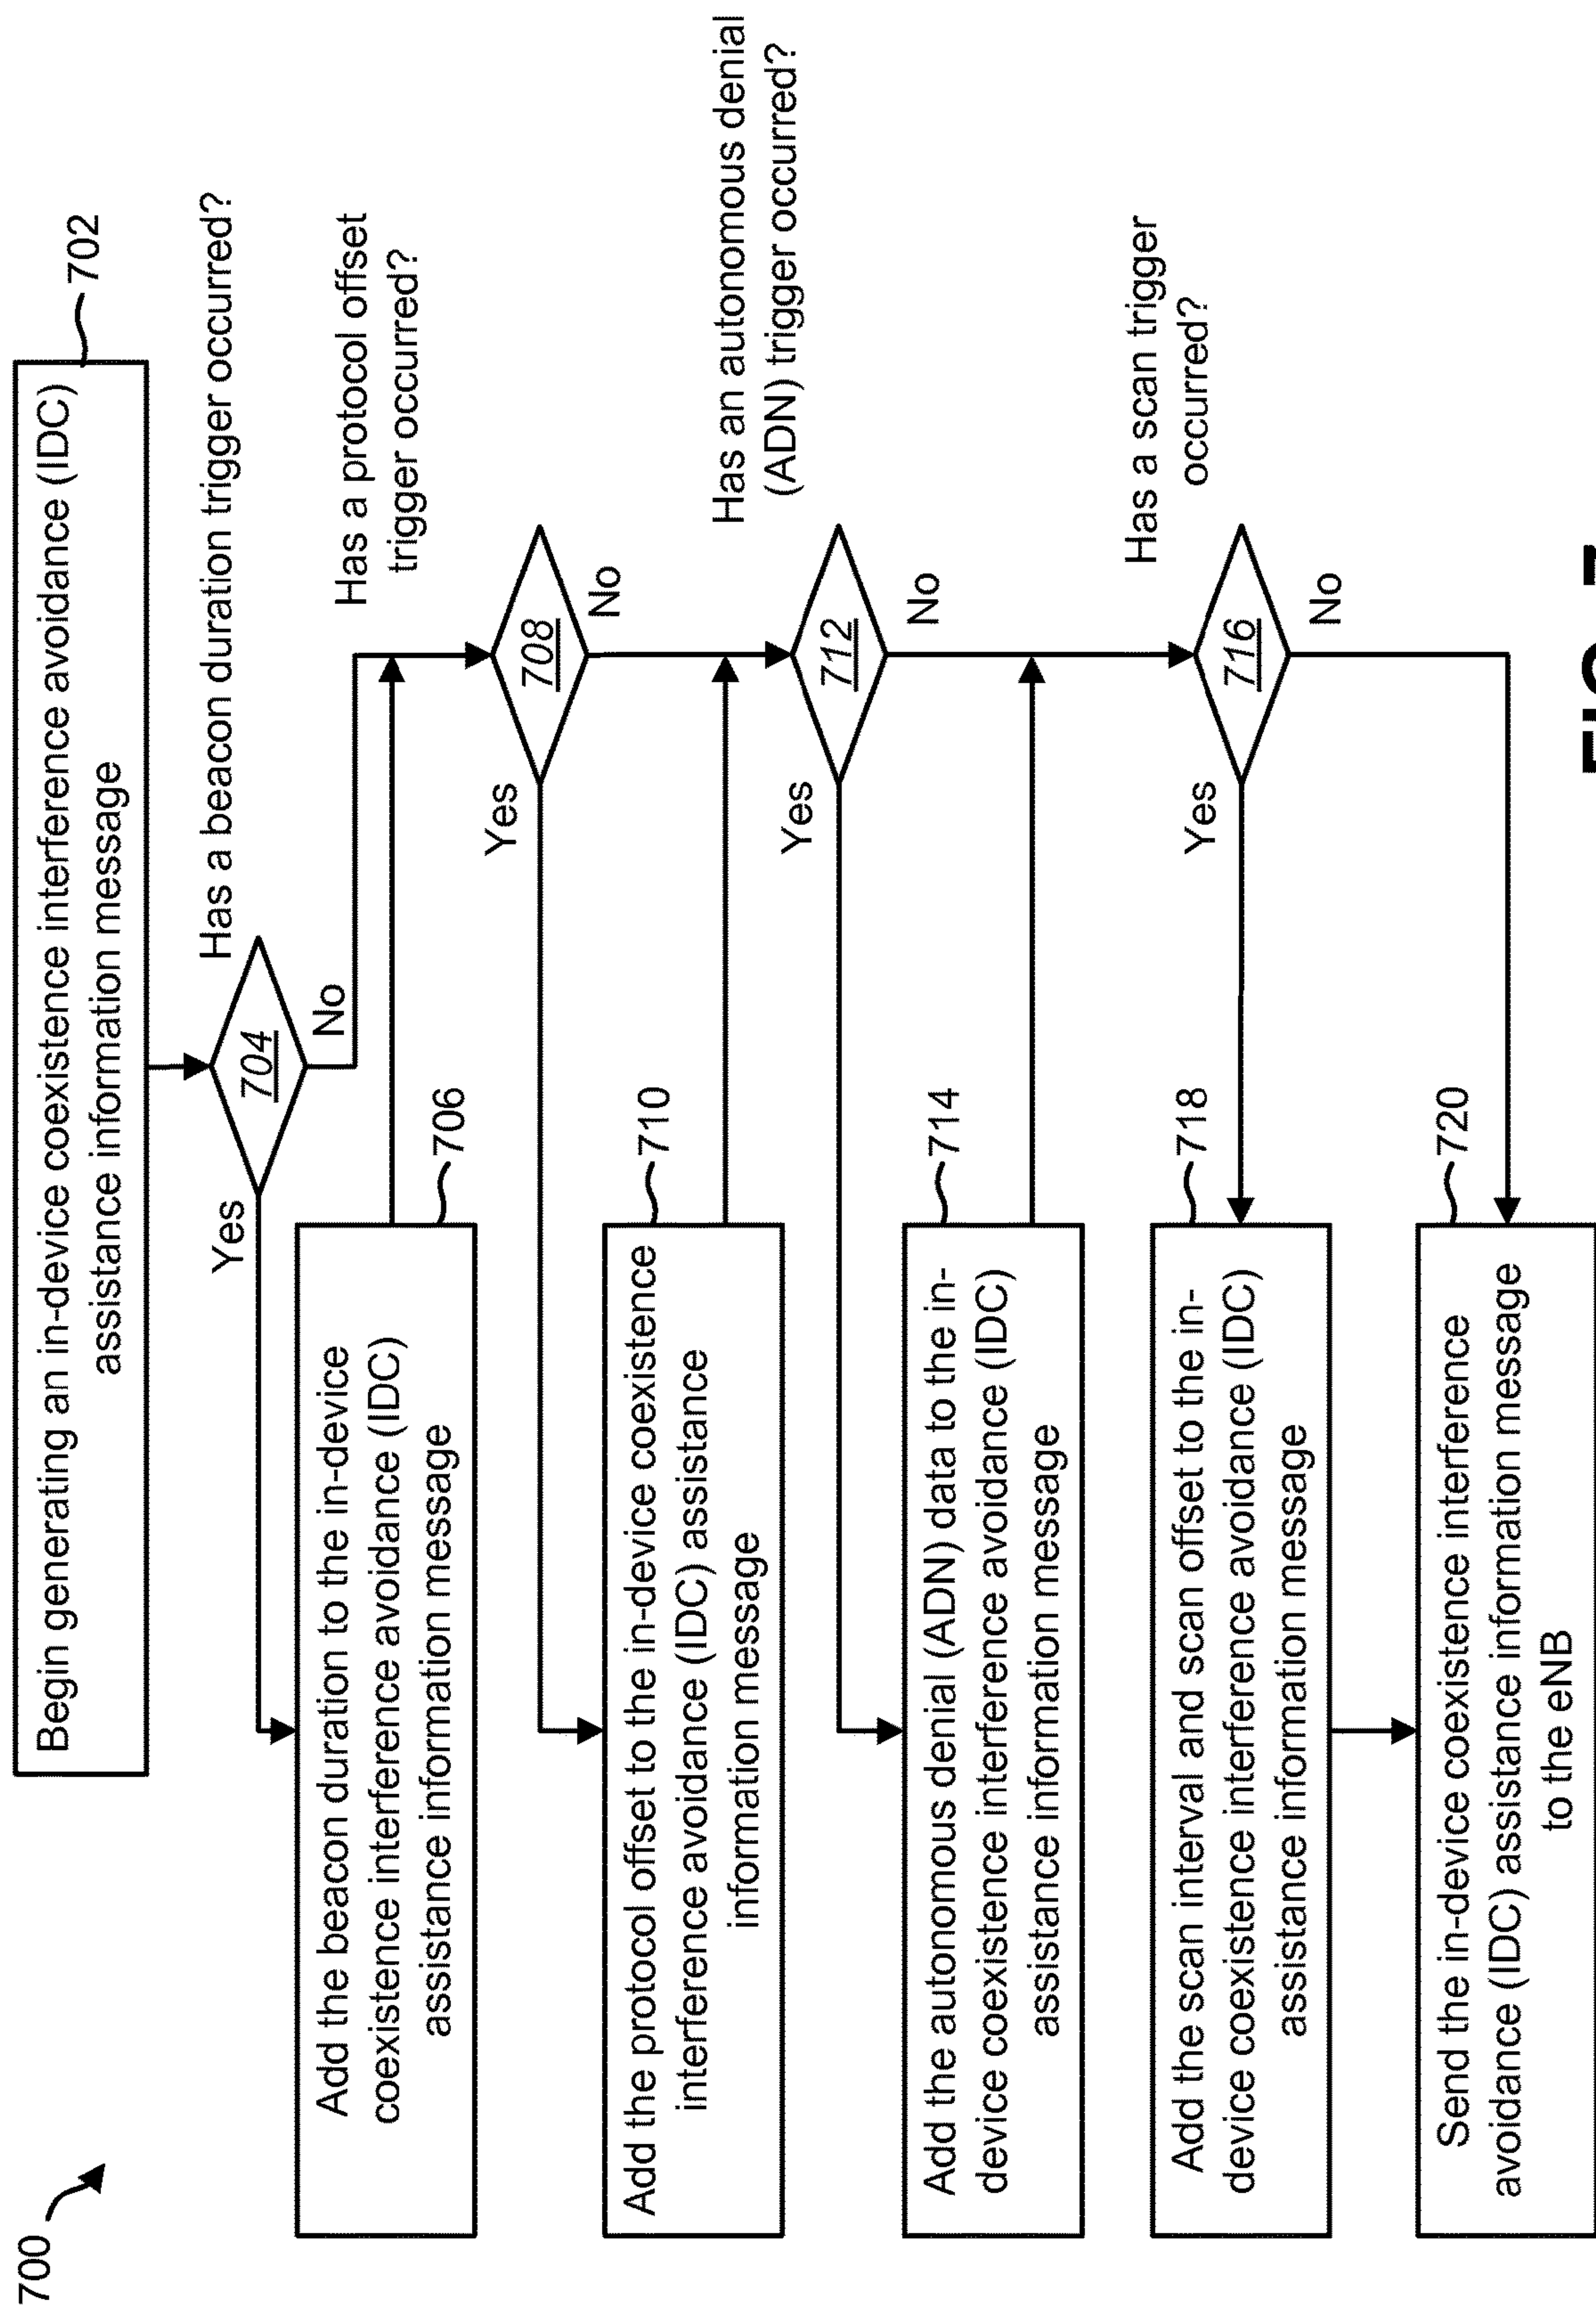 700
Begin generating an in-device coexistence interference avoidance (IDC)
assistance information message
702
Has a beacon duration trigger occurred?
704
Yes
No
Add the beacon duration to the in-device
coexistence interference avoidance (IDC)
assistance information message
706
Has a protocol offset
trigger occurred?
708
Yes
No
Add the protocol offset to the in-device coexistence
interference avoidance (IDC) assistance
information message
710
Has an autonomous denial
(ADN) trigger occurred?
712
Yes
No
Add the autonomous denial (ADN) data to the in-
device coexistence interference avoidance (IDC)
assistance information message
714
Has a scan trigger
occurred?
716
Yes
No
Add the scan interval and scan offset to the in-
device coexistence interference avoidance (IDC)
assistance information message
718
Send the in-device coexistence interference
avoidance (IDC) assistance information message
to the eNB
720